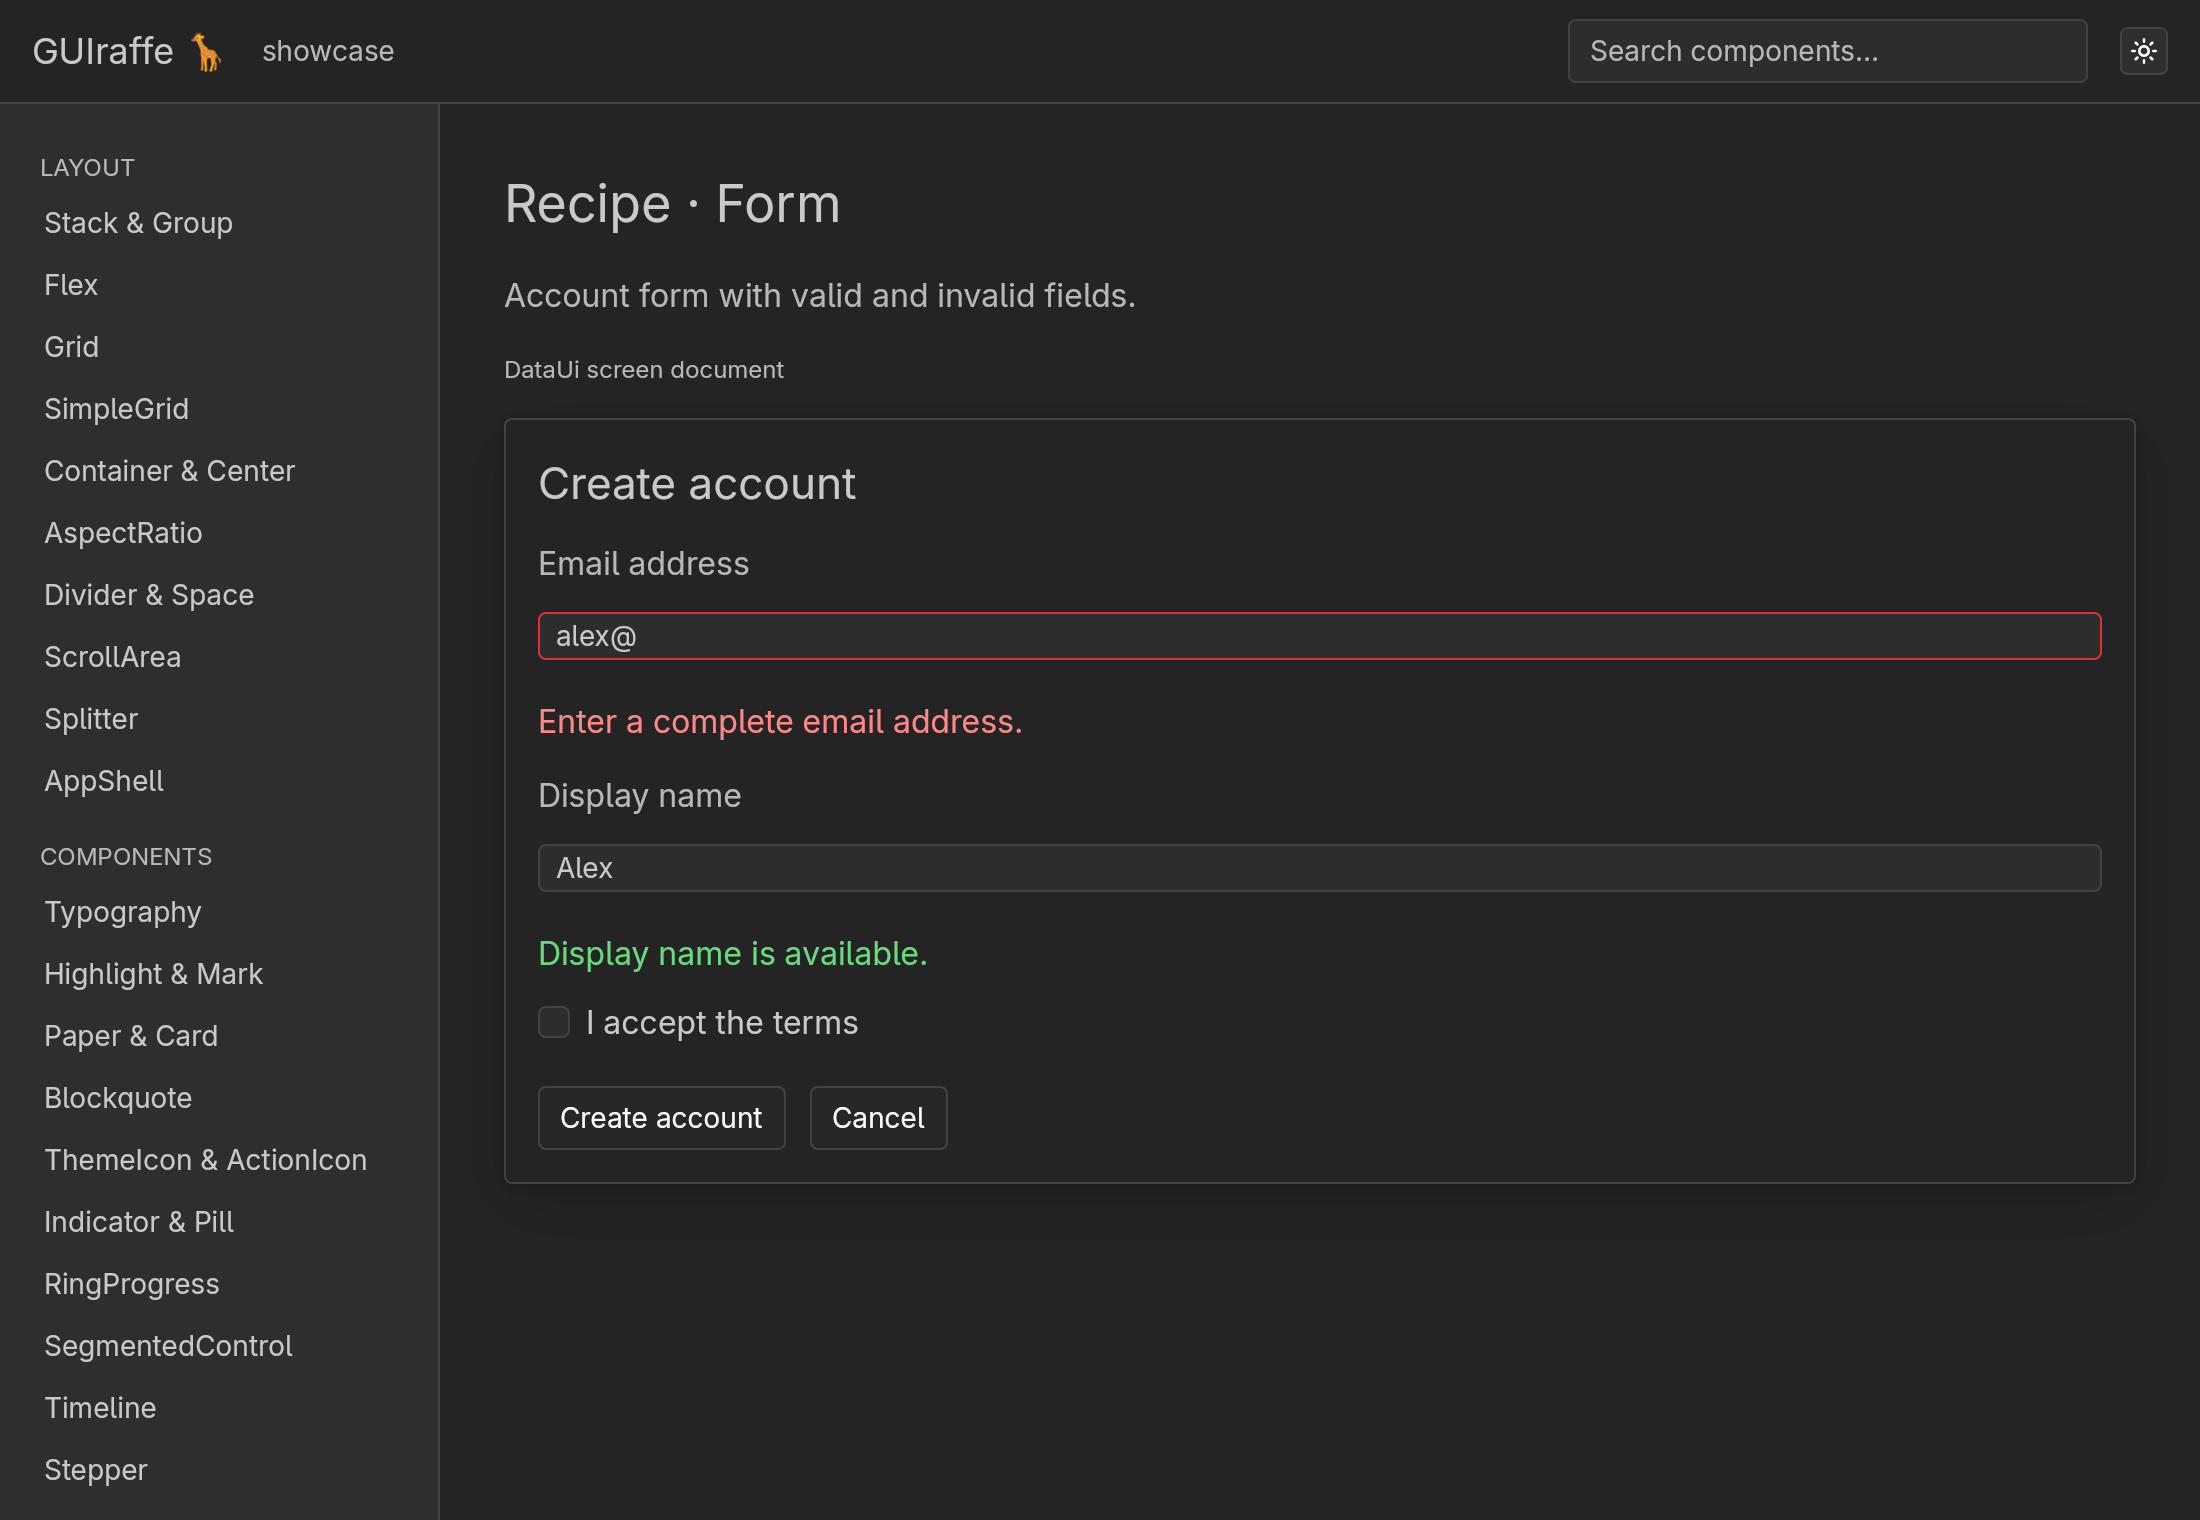 GUIraffe 🦒 showcase
Search components...
LAYOUT
Stack & Group
Flex
Grid
SimpleGrid
Container & Center
AspectRatio
Divider & Space
ScrollArea
Splitter
AppShell
COMPONENTS
Typography
Highlight & Mark
Paper & Card
Blockquote
ThemeIcon & ActionIcon
Indicator & Pill
RingProgress
SegmentedControl
Timeline
Stepper
Recipe · Form
Account form with valid and invalid fields.
DataUi screen document
Create account
Email address
alex@
Enter a complete email address.
Display name
Alex
Display name is available.
I accept the terms
Create account
Cancel